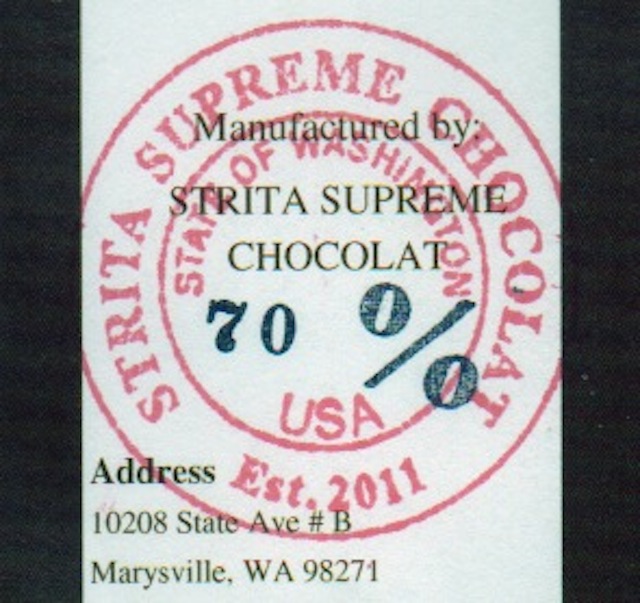 STRITA SUPREME CHOCOLAT
STATE OF WASHINGTON
Manufactured by:
STRITA SUPREME
CHOCOLAT
70 %
USA
Est. 2011
Address
10208 State Ave # B
Marysville, WA 98271